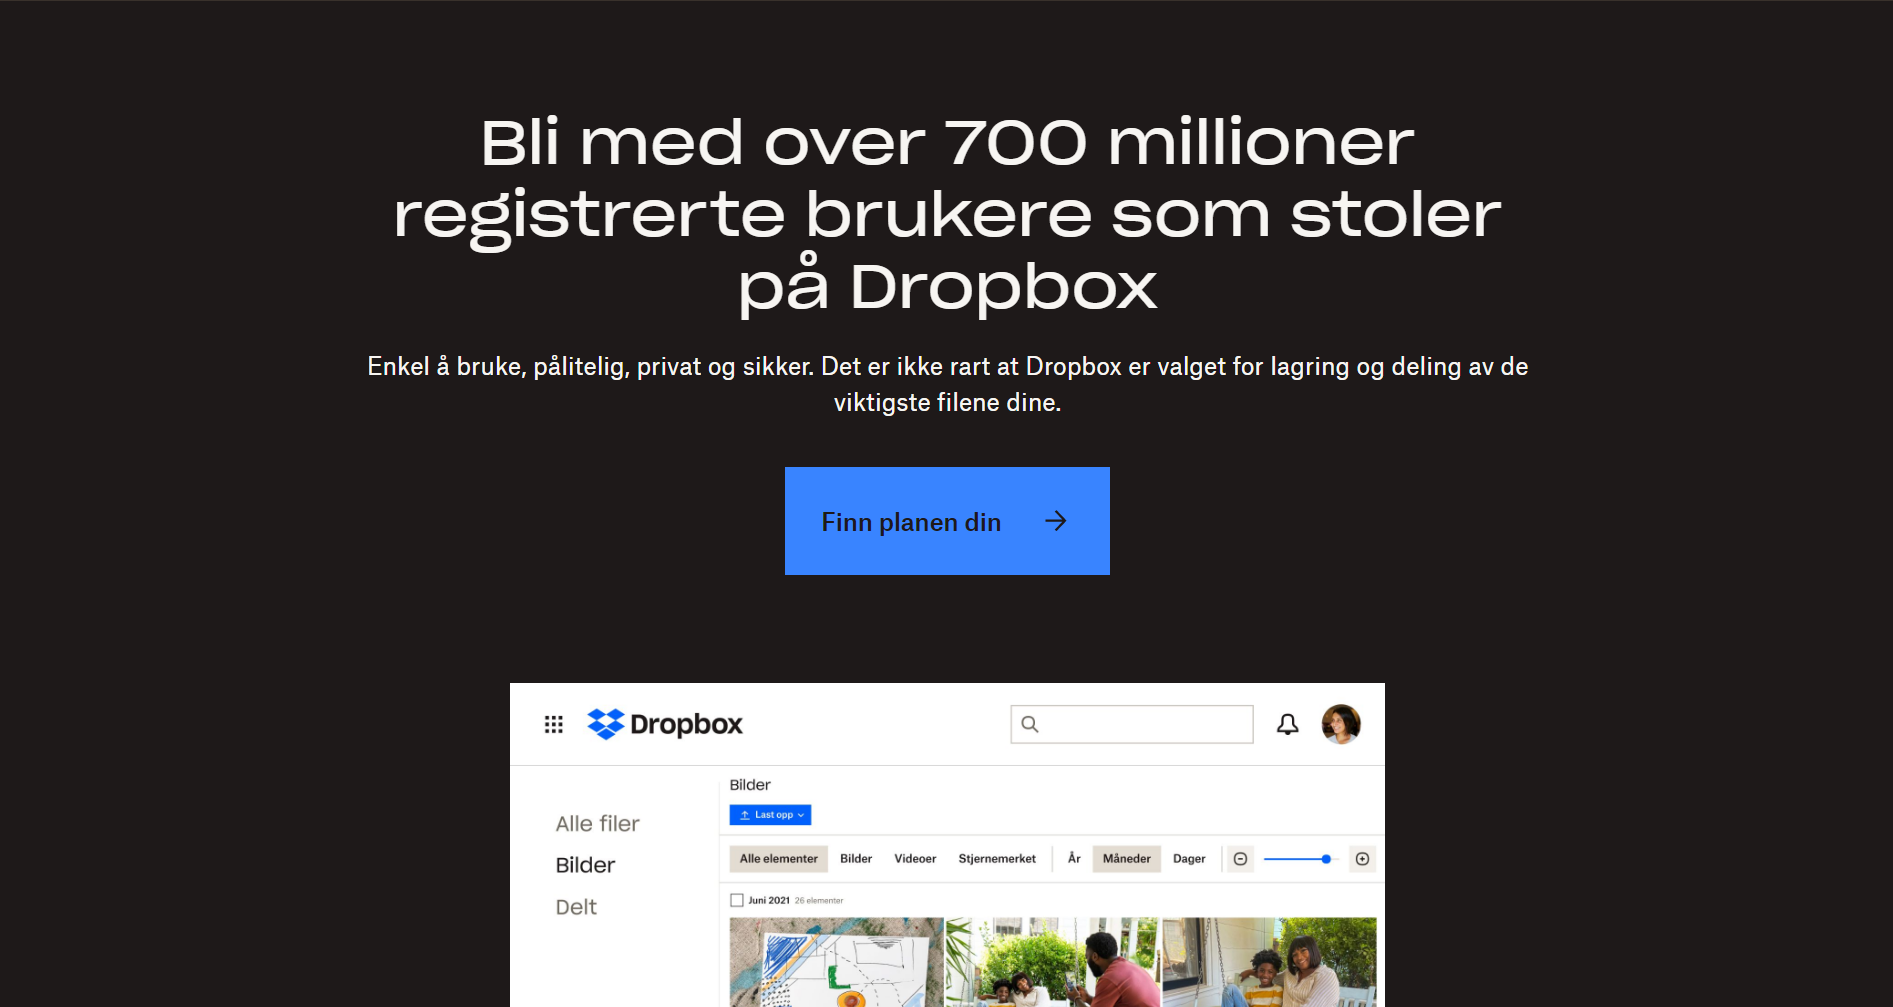 Bli med over 700 millioner
registrerte brukere som stoler
på Dropbox
Enkel å bruke, pålitelig, privat og sikker. Det er ikke rart at Dropbox er valget for lagring og deling av de
viktigste filene dine.
Finn planen din
Dropbox
Alle filer
Bilder
Delt
Bilder
Last opp
Alle elementer Bilder Videoer Stjernemerket År Måneder Dager
Juni 2021 26 elementer